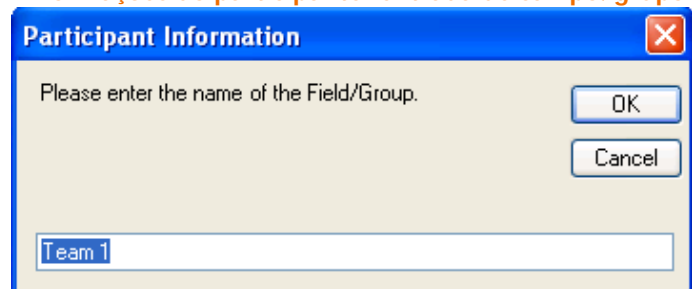 Participant Information
Please enter the name of the Field/Group.
OK
Cancel
Team 1